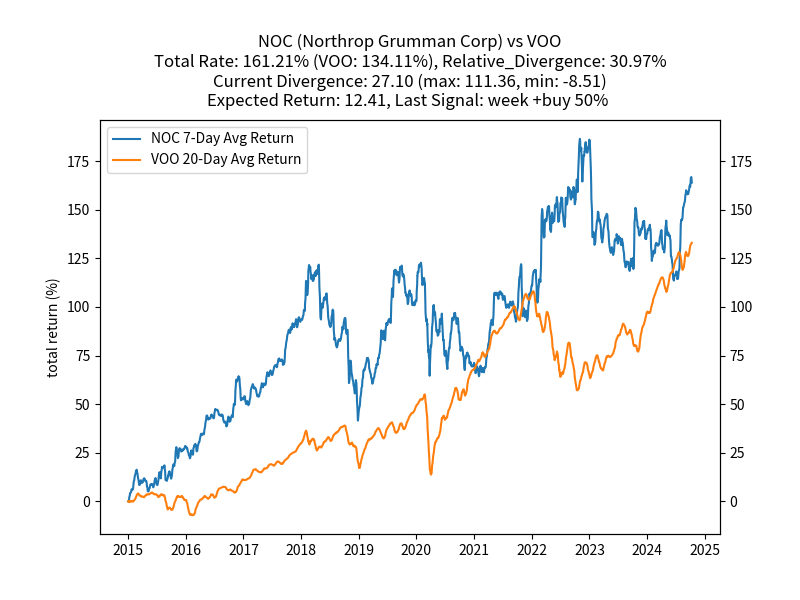 NOC (Northrop Grumman Corp) vs VOO
Total Rate: 161.21% (VOO: 134.11%), Relative_Divergence: 30.97%
Current Divergence: 27.10 (max: 111.36, min: -8.51)
Expected Return: 12.41, Last Signal: week +buy 50%
NOC 7-Day Avg Return
VOO 20-Day Avg Return
total return (%)
175
150
125
100
75
50
25
0
175
150
125
100
75
50
25
0
2015 2016 2017 2018 2019 2020 2021 2022 2023 2024 2025